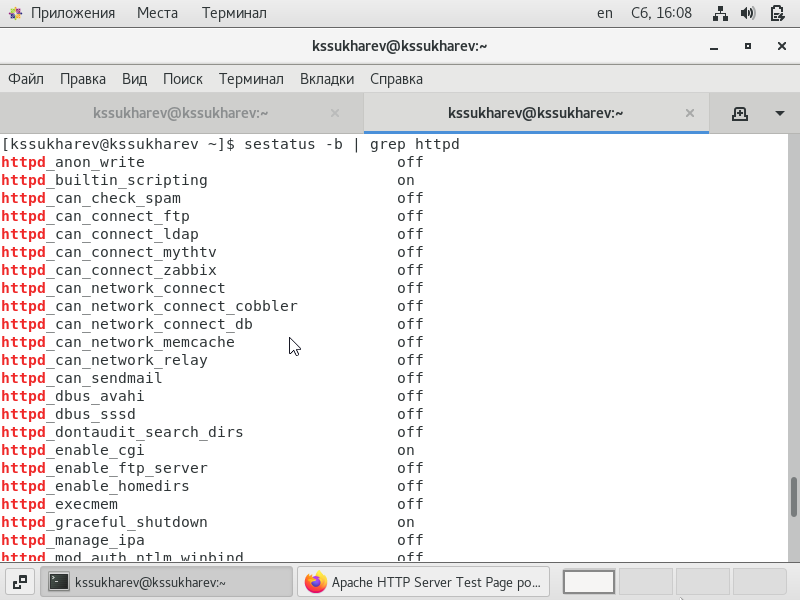 Приложения Места Терминал en Сб, 16:08
kssukharev@kssukharev:~
Файл Правка Вид Поиск Терминал Вкладки Справка
kssukharev@kssukharev:~ kssukharev@kssukharev:~
[kssukharev@kssukharev ~]$ sestatus -b | grep httpd
httpd_anon_write off
httpd_builtin_scripting on
httpd_can_check_spam off
httpd_can_connect_ftp off
httpd_can_connect_ldap off
httpd_can_connect_mythtv off
httpd_can_connect_zabbix off
httpd_can_network_connect off
httpd_can_network_connect_cobbler off
httpd_can_network_connect_db off
httpd_can_network_memcache off
httpd_can_network_relay off
httpd_can_sendmail off
httpd_dbus_avahi off
httpd_dbus_sssd off
httpd_dontaudit_search_dirs off
httpd_enable_cgi on
httpd_enable_ftp_server off
httpd_enable_homedirs off
httpd_execmem off
httpd_graceful_shutdown on
httpd_manage_ipa off
httpd_mod_auth_ntlm_winbind off
kssukharev@kssukharev:~ Apache HTTP Server Test Page po...